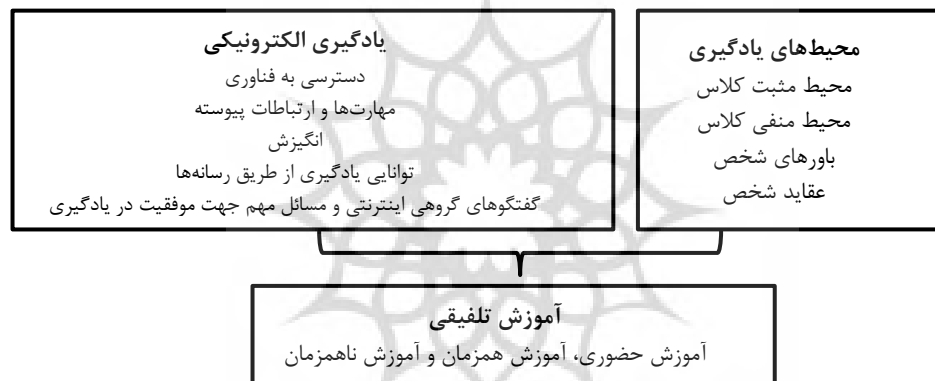 محیط‌های یادگیری
محیط مثبت کلاس
محیط منفی کلاس
باورهای شخص
عقاید شخص
یادگیری الکترونیکی
دسترسی به فناوری
مهارت‌ها و ارتباطات پیوسته
انگیزش
توانایی یادگیری از طریق رسانه‌ها
گفتگوهای گروهی اینترنتی و مسائل مهم جهت موفقیت در یادگیری
آموزش تلفیقی
آموزش حضوری، آموزش همزمان و آموزش ناهمزمان